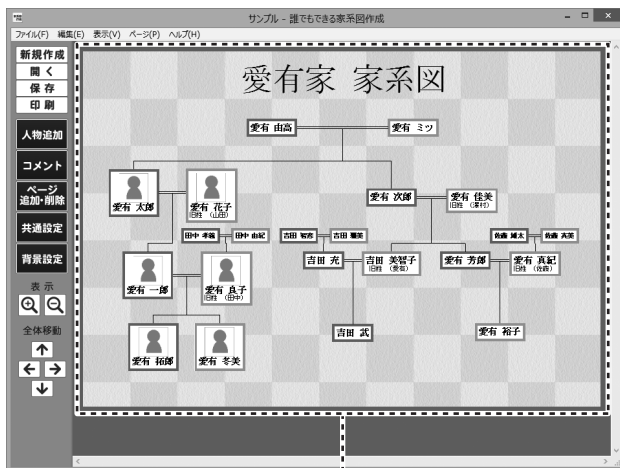 サンプル - 誰でもできる家系図作成
ファイル(F) 編集(E) 表示(V) ページ(P) ヘルプ(H)
新規作成
開く
保存
印刷
人物追加
コメント
ページ
追加・削除
共通設定
背景設定
表示
全体移動
愛有家 家系図
愛有 由高
愛有 ミツ
愛有 太郎
愛有 花子
旧姓 (山田)
愛有 次郎
愛有 佳美
旧姓 (澤村)
田中 孝義
田中 由紀
吉田 智彦
吉田 雅美
佐藤 雄太
佐藤 英美
愛有 一郎
愛有 良子
旧姓 (田中)
吉田 充
吉田 美智子
旧姓 (愛有)
愛有 芳郎
愛有 真紀
旧姓 (佐藤)
愛有 拓郎
愛有 冬美
吉田 武
愛有 裕子